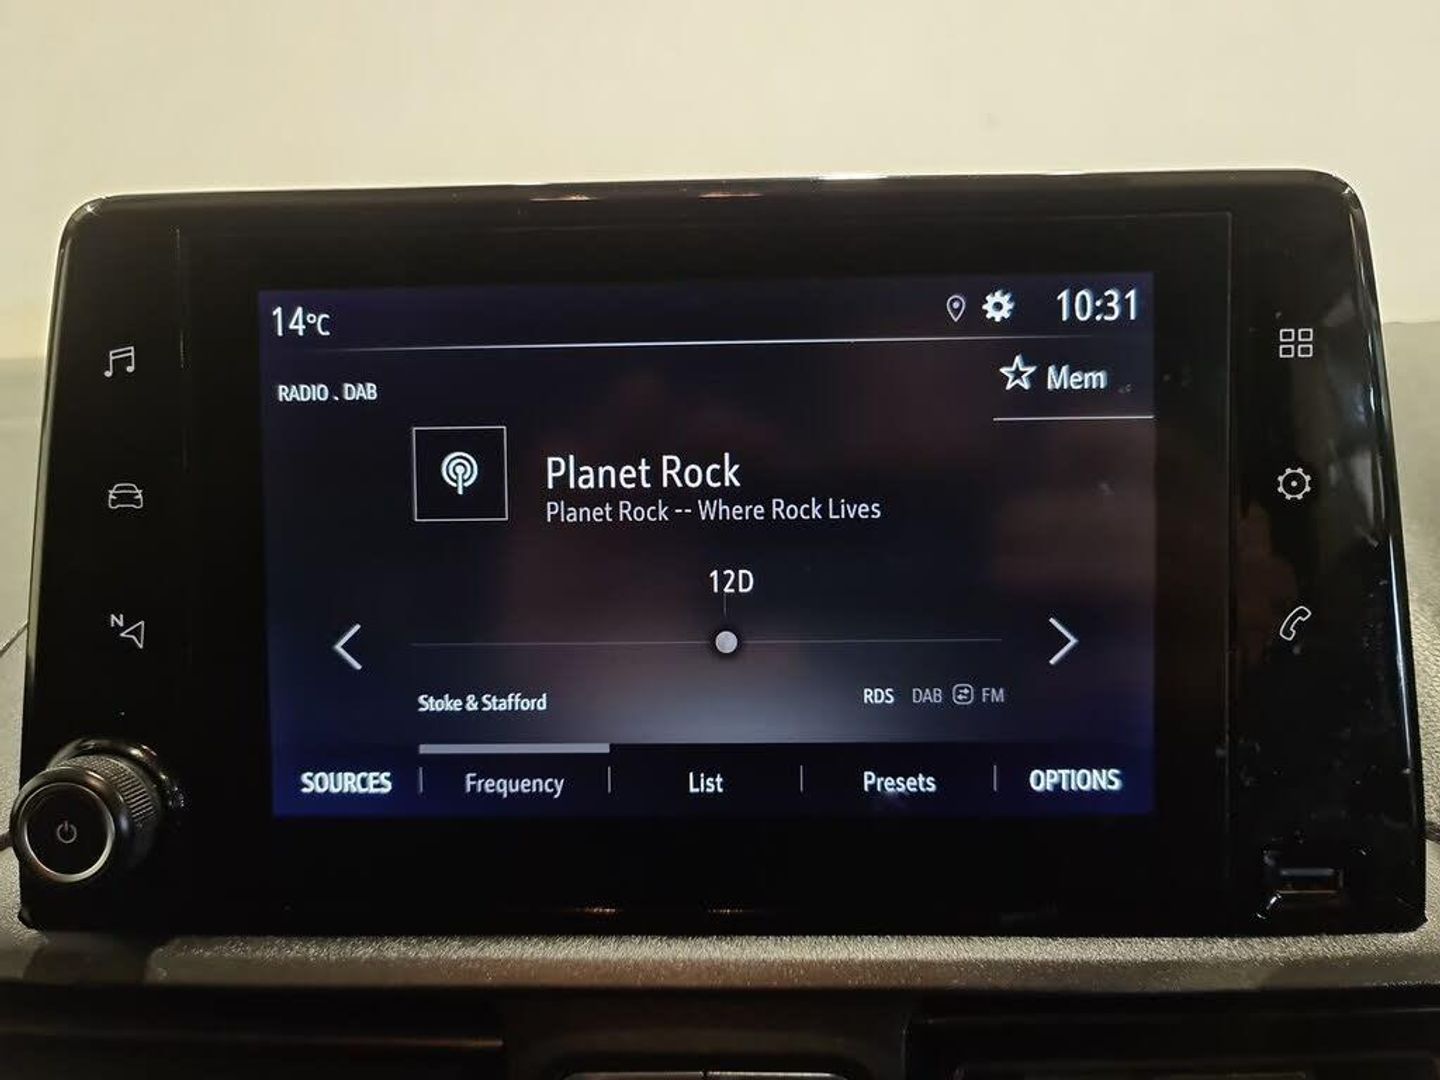 14°C
10:31
RADIO . DAB
Mem
Planet Rock
Planet Rock -- Where Rock Lives
12D
N
Stoke & Stafford
RDS DAB FM
SOURCES Frequency List Presets OPTIONS